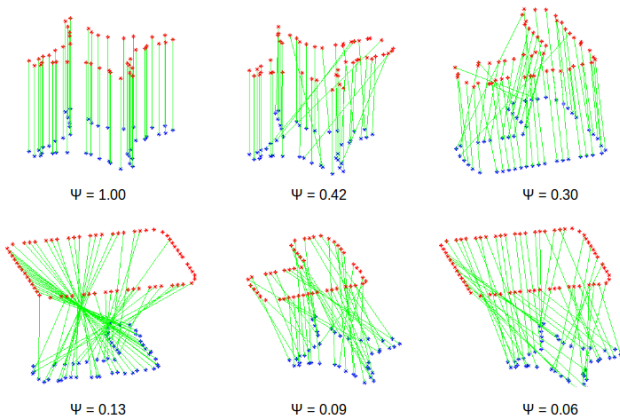 Ψ = 1.00
Ψ = 0.42
Ψ = 0.30
Ψ = 0.13
Ψ = 0.09
Ψ = 0.06